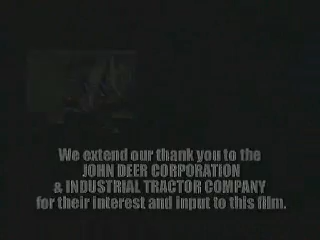 We extend our thank you to the
JOHN DEER CORPORATION
& INDUSTRIAL TRACTOR COMPANY
for their interest and input to this film.